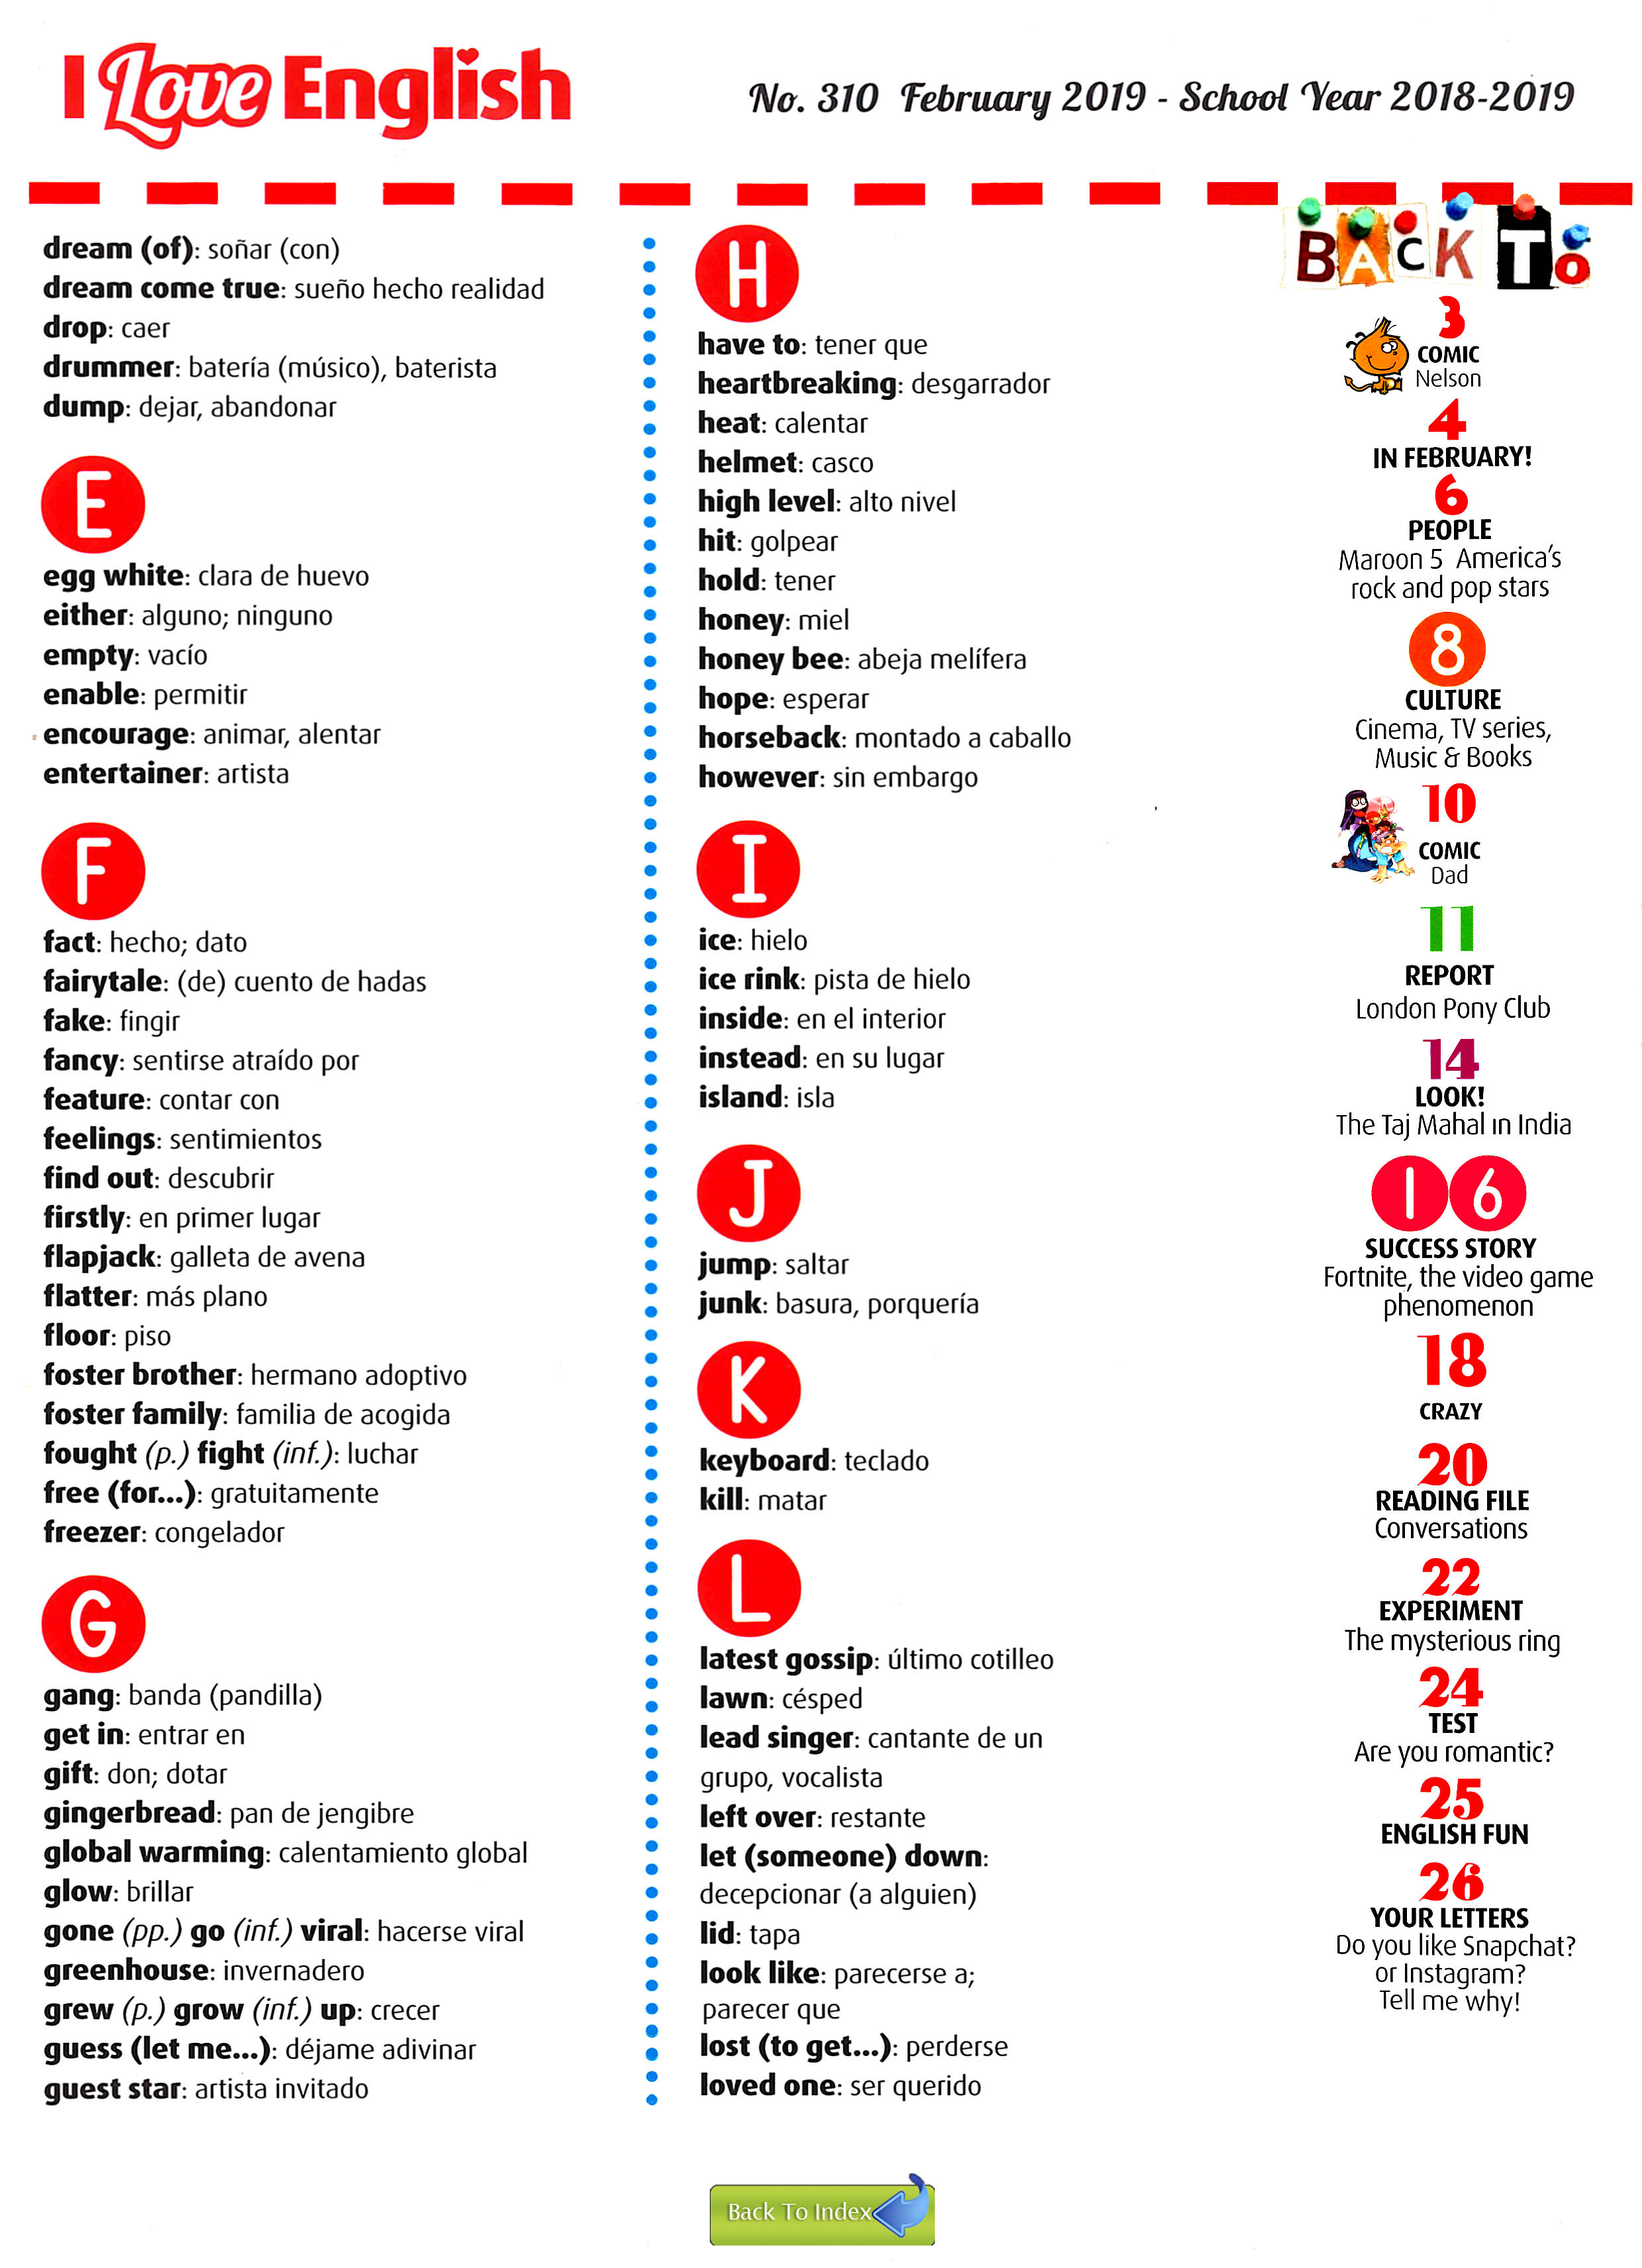 I Love English
No. 310 February 2019 - School Year 2018-2019
dream (of): soñar (con)
dream come true: sueño hecho realidad
drop: caer
drummer: batería (músico), baterista
dump: dejar, abandonar
E
egg white: clara de huevo
either: alguno; ninguno
empty: vacío
enable: permitir
encourage: animar, alentar
entertainer: artista
F
fact: hecho; dato
fairytale: (de) cuento de hadas
fake: fingir
fancy: sentirse atraído por
feature: contar con
feelings: sentimientos
find out: descubrir
firstly: en primer lugar
flapjack: galleta de avena
flatter: más plano
floor: piso
foster brother: hermano adoptivo
foster family: familia de acogida
fought (p.) fight (inf.): luchar
free (for...): gratuitamente
freezer: congelador
G
gang: banda (pandilla)
get in: entrar en
gift: don; dotar
gingerbread: pan de jengibre
global warming: calentamiento global
glow: brillar
gone (pp.) go (inf.) viral: hacerse viral
greenhouse: invernadero
grew (p.) grow (inf.) up: crecer
guess (let me...): déjame adivinar
guest star: artista invitado
H
have to: tener que
heartbreaking: desgarrador
heat: calentar
helmet: casco
high level: alto nivel
hit: golpear
hold: tener
honey: miel
honey bee: abeja melífera
hope: esperar
horseback: montado a caballo
however: sin embargo
I
ice: hielo
ice rink: pista de hielo
inside: en el interior
instead: en su lugar
island: isla
J
jump: saltar
junk: basura, porquería
K
keyboard: teclado
kill: matar
L
latest gossip: último cotilleo
lawn: césped
lead singer: cantante de un
grupo, vocalista
left over: restante
let (someone) down:
decepcionar (a alguien)
lid: tapa
look like: parecerse a;
parecer que
lost (to get...): perderse
loved one: ser querido
BACK TO
3
COMIC
Nelson
4
IN FEBRUARY!
6
PEOPLE
Maroon 5 America's
rock and pop stars
8
CULTURE
Cinema, TV series,
Music & Books
10
COMIC
Dad
11
REPORT
London Pony Club
14
LOOK!
The Taj Mahal in India
16
SUCCESS STORY
Fortnite, the video game
phenomenon
18
CRAZY
20
READING FILE
Conversations
22
EXPERIMENT
The mysterious ring
24
TEST
Are you romantic?
25
ENGLISH FUN
26
YOUR LETTERS
Do you like Snapchat?
or Instagram?
Tell me why!
Back To Index